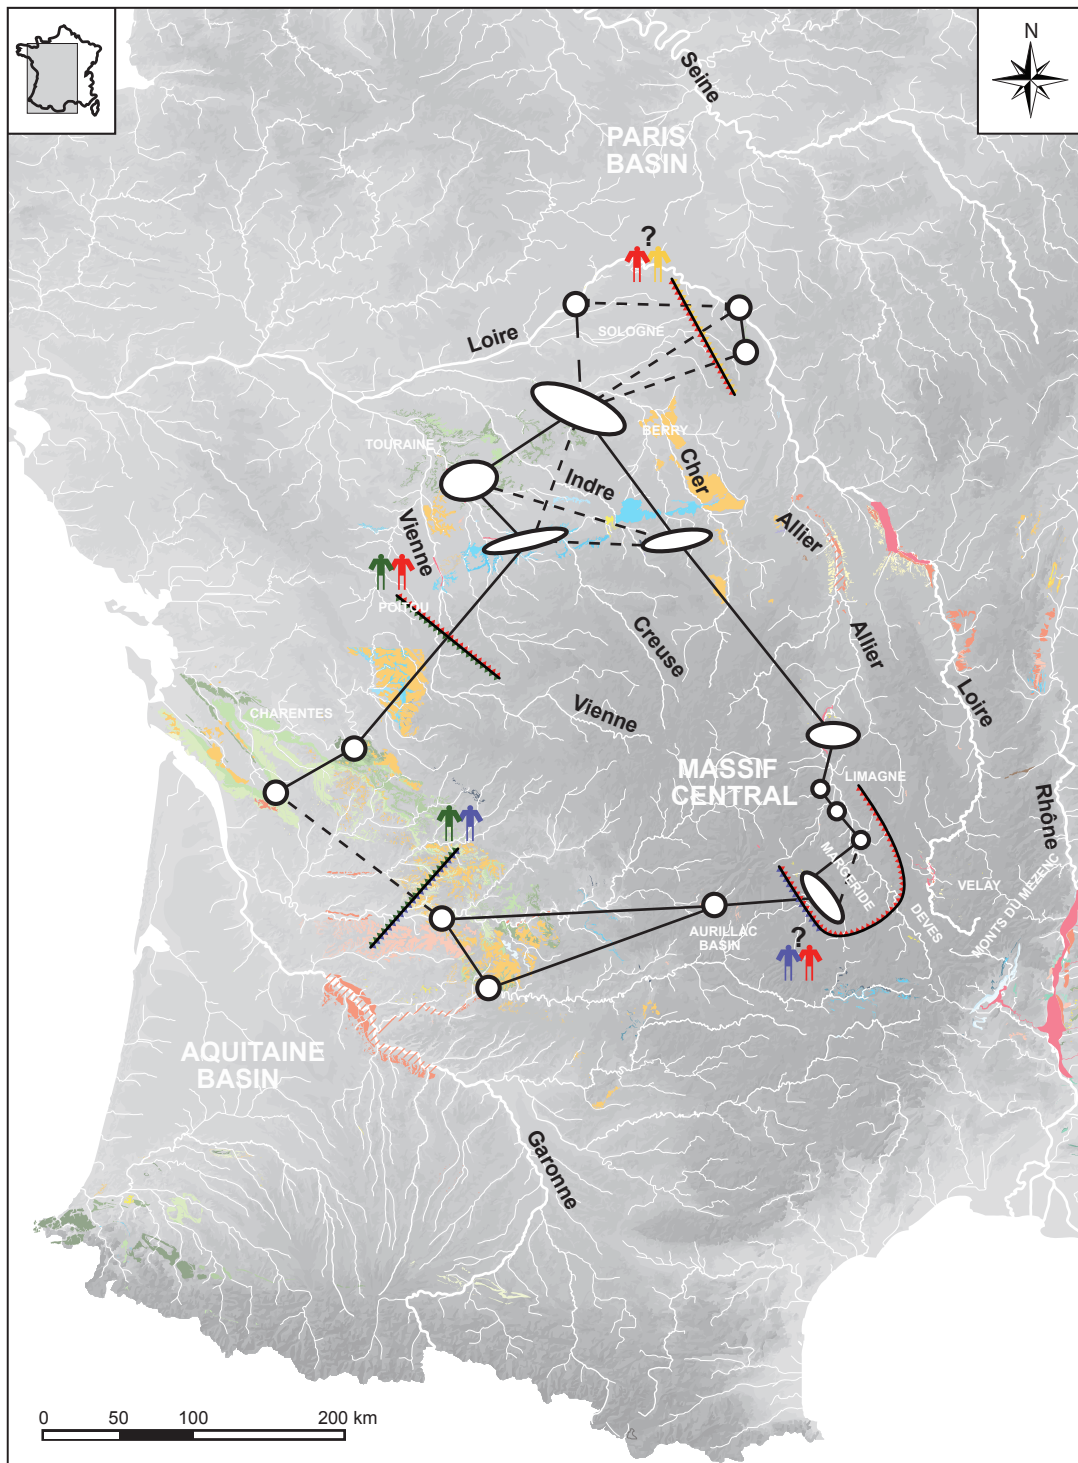 N
Seine
PARIS
BASIN
?
Loire
SOLOGNE
TOURAINE
BERRY
Cher
Indre
Vienne
Allier
POITOU
Creuse
Allier
Loire
Vienne
CHARENTES
MASSIF
CENTRAL
LIMAGNE
Rhône
MARGERIDE
VELAY
DEVES
MONTS DU MEZENC
AURILLAC
BASIN
?
AQUITAINE
BASIN
Garonne
0 50 100 200 km